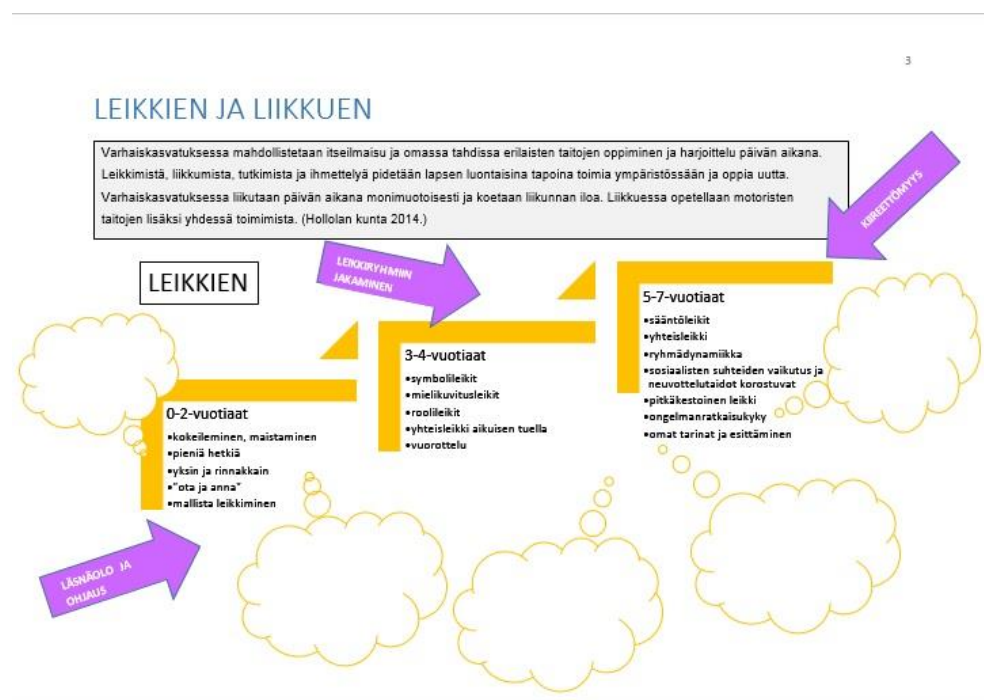 3
LEIKKIEN JA LIIKKUEN
Varhaiskasvatuksessa mahdollistetaan itseilmaisu ja omassa tahdissa erilaisten taitojen oppiminen ja harjoittelu päivän aikana.
Leikkimistä, liikkumista, tutkimista ja ihmettelyä pidetään lapsen luontaisina tapoina toimia ympäristössään ja oppia uutta.
Varhaiskasvatuksessa liikutaan päivän aikana monimuotoisesti ja koetaan liikunnan iloa. Liikkuessa opetellaan motoristen
taitojen lisäksi yhdessä toimimista. (Hollolan kunta 2014.)
KIIREETTÖMYYS
LEIKKIRYHMIIN
JAKAMINEN
LEIKKIEN
5-7-vuotiaat
•sääntöleikit
•yhteisleikki
•ryhmädynamiikka
•sosiaalisten suhteiden vaikutus ja
neuvottelutaidot korostuvat
•pitkäkestoinen leikki
•ongelmanratkaisukyky
•omat tarinat ja esittäminen
3-4-vuotiaat
•symbolileikit
•mielikuvitusleikit
•roolileikit
•yhteisleikki aikuisen tuella
•vuorottelu
0-2-vuotiaat
•kokeileminen, maistaminen
•pieniä hetkiä
•yksin ja rinnakkain
•"ota ja anna"
•mallista leikkiminen
LÄSNÄOLO JA
OHJAUS